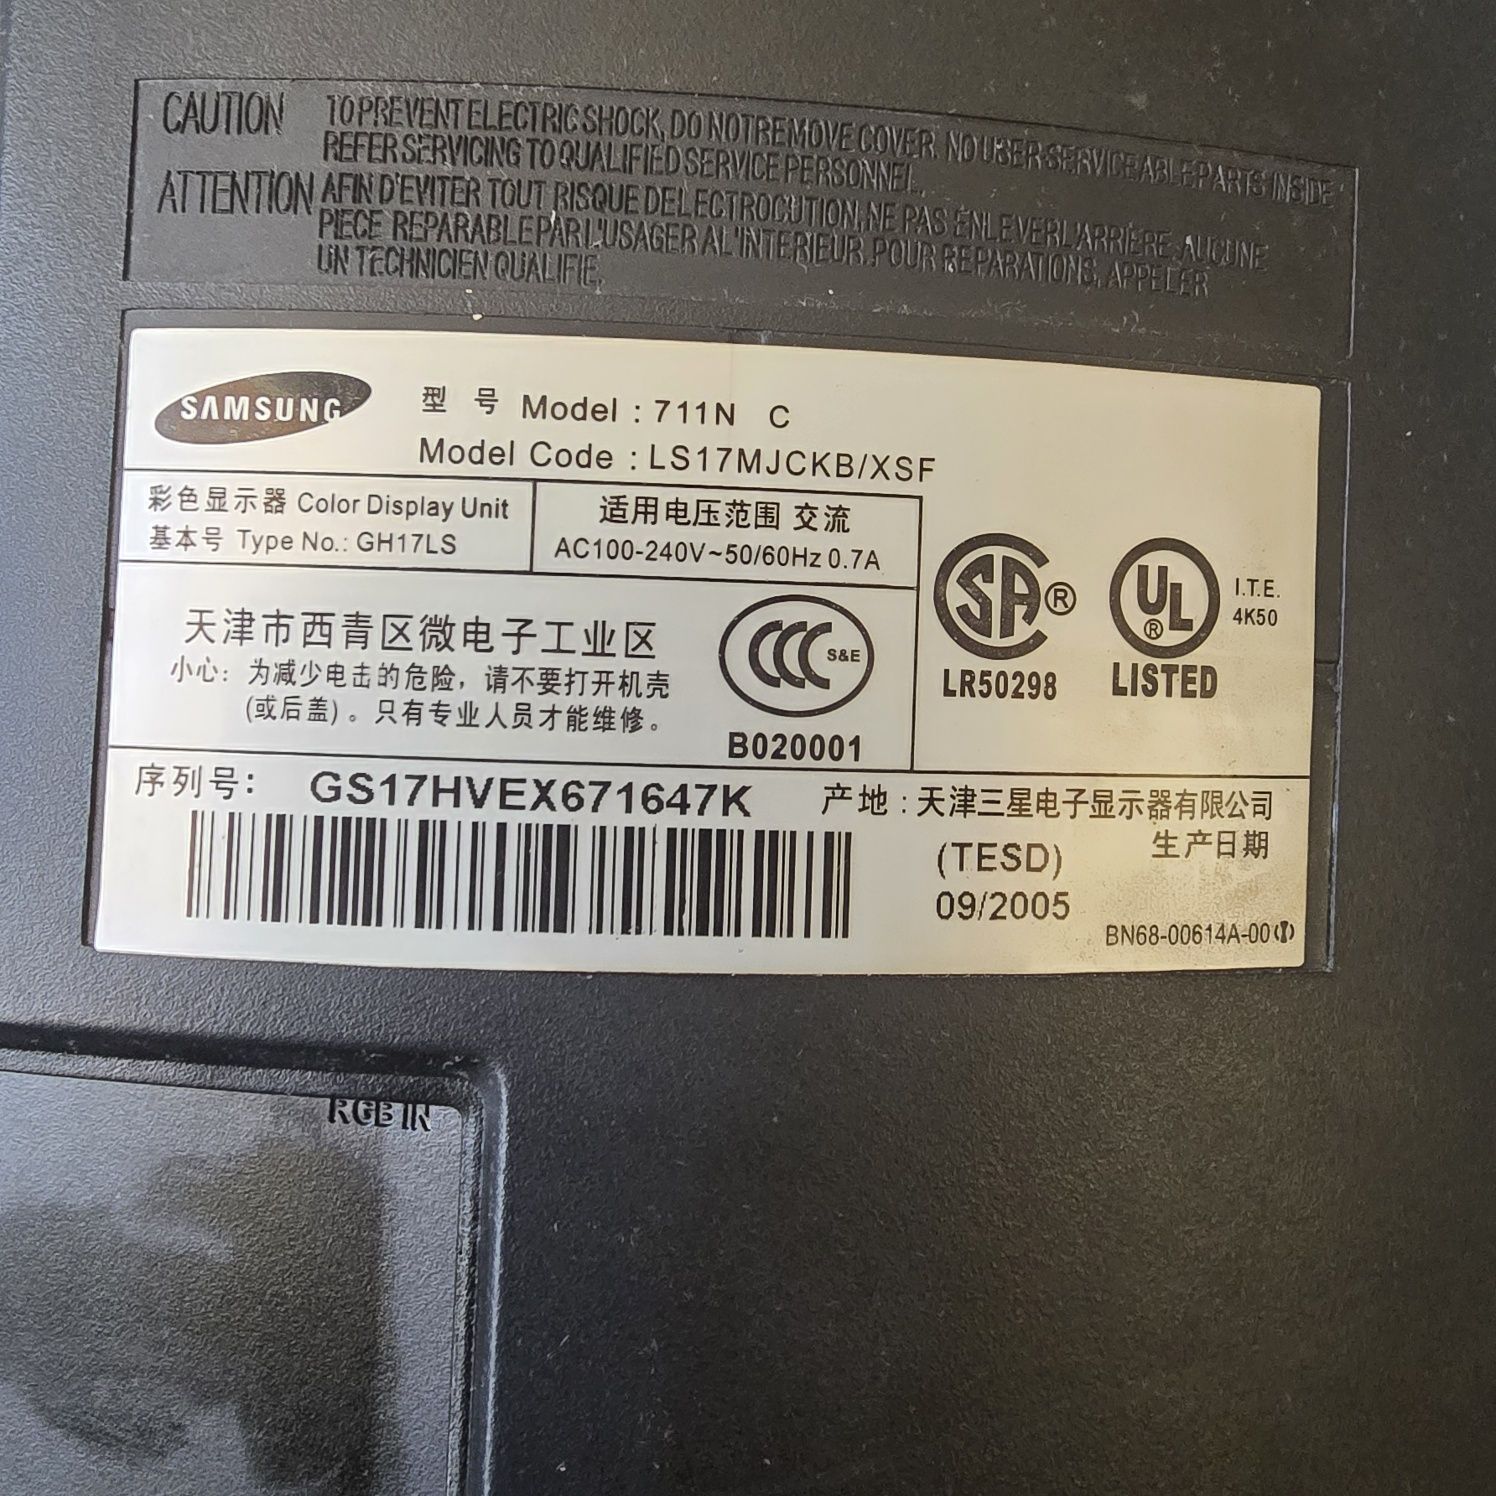 CAUTION TO PREVENT ELECTRIC SHOCK, DO NOT REMOVE COVER. NO USER SERVICEABLE PARTS INSIDE
REFER SERVICING TO QUALIFIED SERVICE PERSONNEL.
ATTENTION AFIN D'EVITER TOUT RISQUE DELECTROCUTION, NE PAS ENLEVER L'ARRIERE. AUCUNE
PIECE REPARABLE PAR L'USAGER A L'INTERIEUR. POUR REPARATIONS, APPELER
UN TECHNICIEN QUALIFIE.
SAMSUNG
型 号 Model : 711N C
Model Code : LS17MJCKB/XSF
彩色显示器 Color Display Unit
基本号 Type No.: GH17LS
适用电压范围 交流
AC100-240V~50/60Hz 0.7A
天津市西青区微电子工业区
小心: 为减少电击的危险, 请不要打开机壳
(或后盖) 。只有专业人员才能维修。
CCC S&E
B020001
SA ®
LR50298
UL ®
LISTED
I.T.E.
4K50
序列号: GS17HVEX671647K
产地 : 天津三星电子显示器有限公司
(TESD)
生产日期
09/2005
BN68-00614A-00
RGB IN